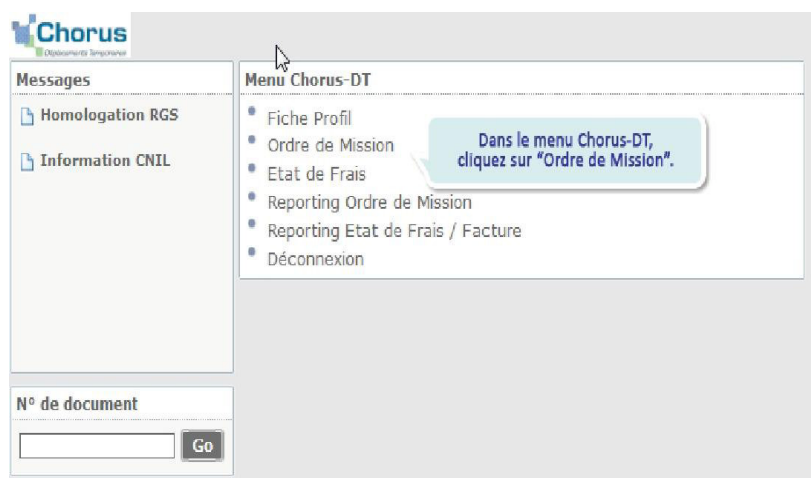 Chorus
Déplacements Temporaires
Messages
Homologation RGS
Information CNIL
N° de document
Go
Menu Chorus-DT
Fiche Profil
Ordre de Mission
Etat de Frais
Reporting Ordre de Mission
Reporting Etat de Frais / Facture
Déconnexion
Dans le menu Chorus-DT,
cliquez sur “Ordre de Mission”.